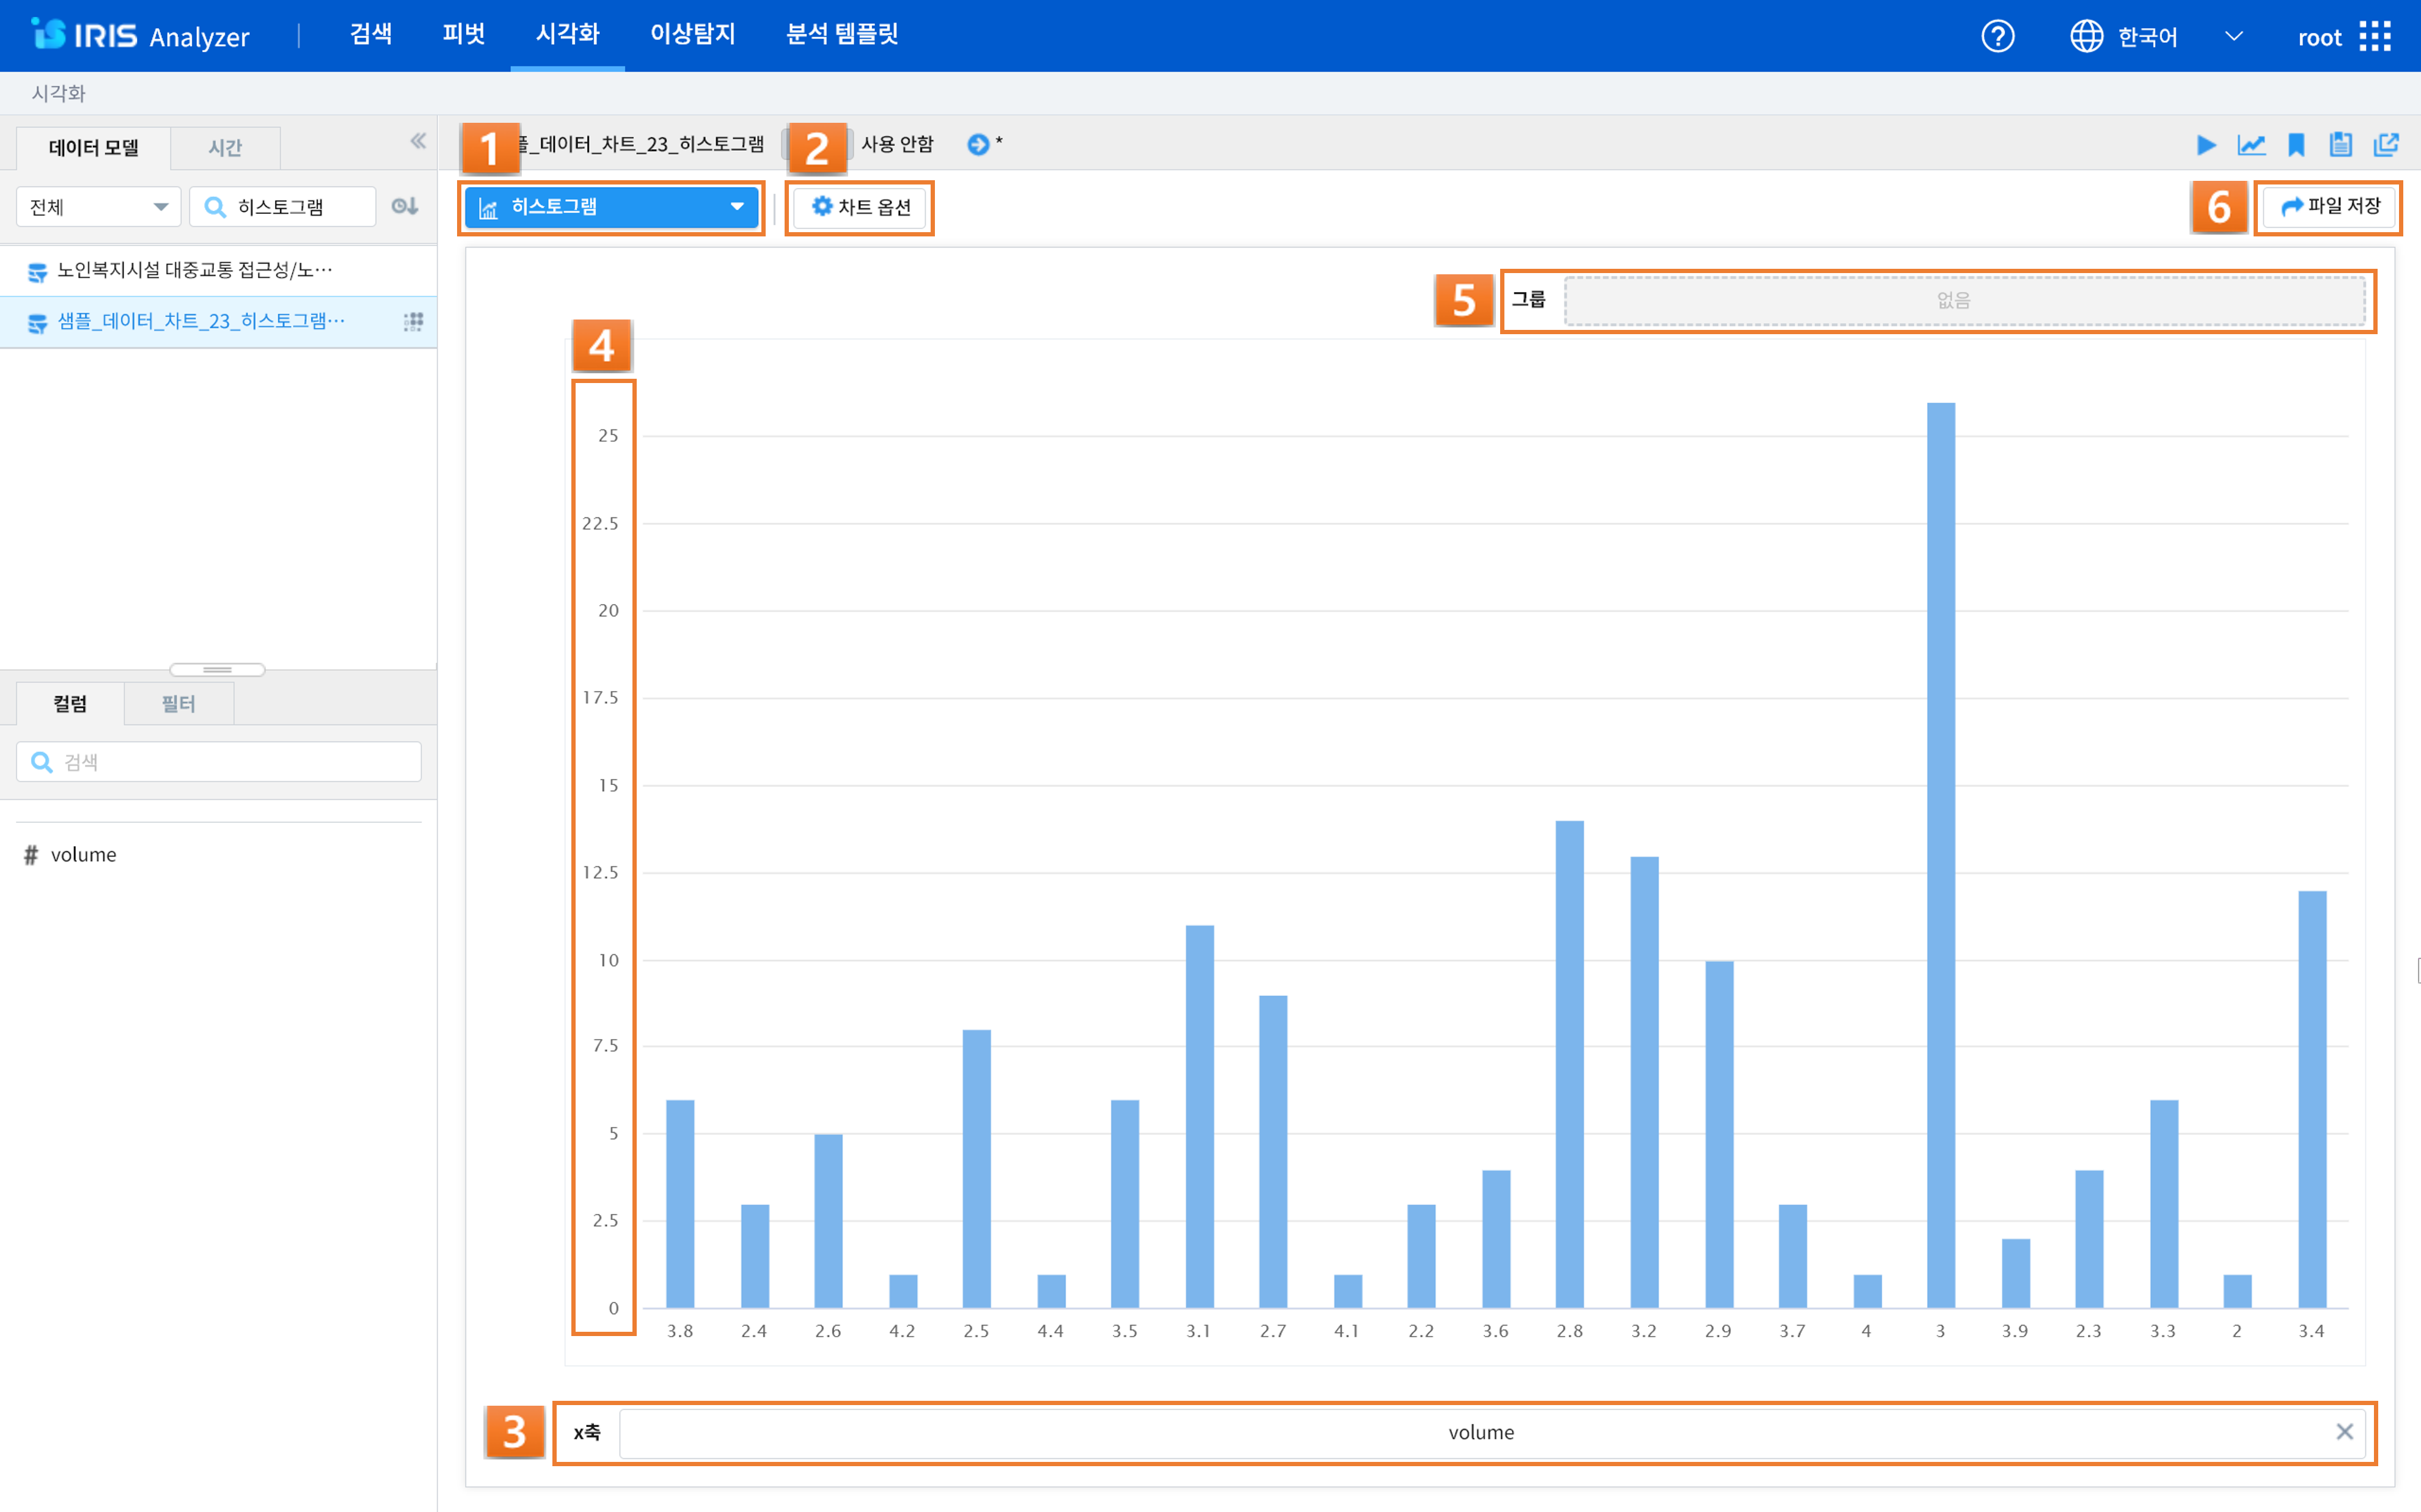 IRIS Analyzer
검색 피벗 시각화 이상탐지 분석 템플릿
? 한국어 root
시각화
데이터 모델 시간
1 _데이터_차트_23_히스토그램 2 사용 안함 *
전체 히스토그램
히스토그램 차트 옵션 6 파일 저장
노인복지시설 대중교통 접근성/노…
샘플_데이터_차트_23_히스토그램…
5 그룹 없음
4
25
22.5
20
17.5
15
12.5
10
7.5
5
2.5
0
3.8 2.4 2.6 4.2 2.5 4.4 3.5 3.1 2.7 4.1 2.2 3.6 2.8 3.2 2.9 3.7 4 3 3.9 2.3 3.3 2 3.4
컬럼 필터
검색
# volume
3 x축 volume